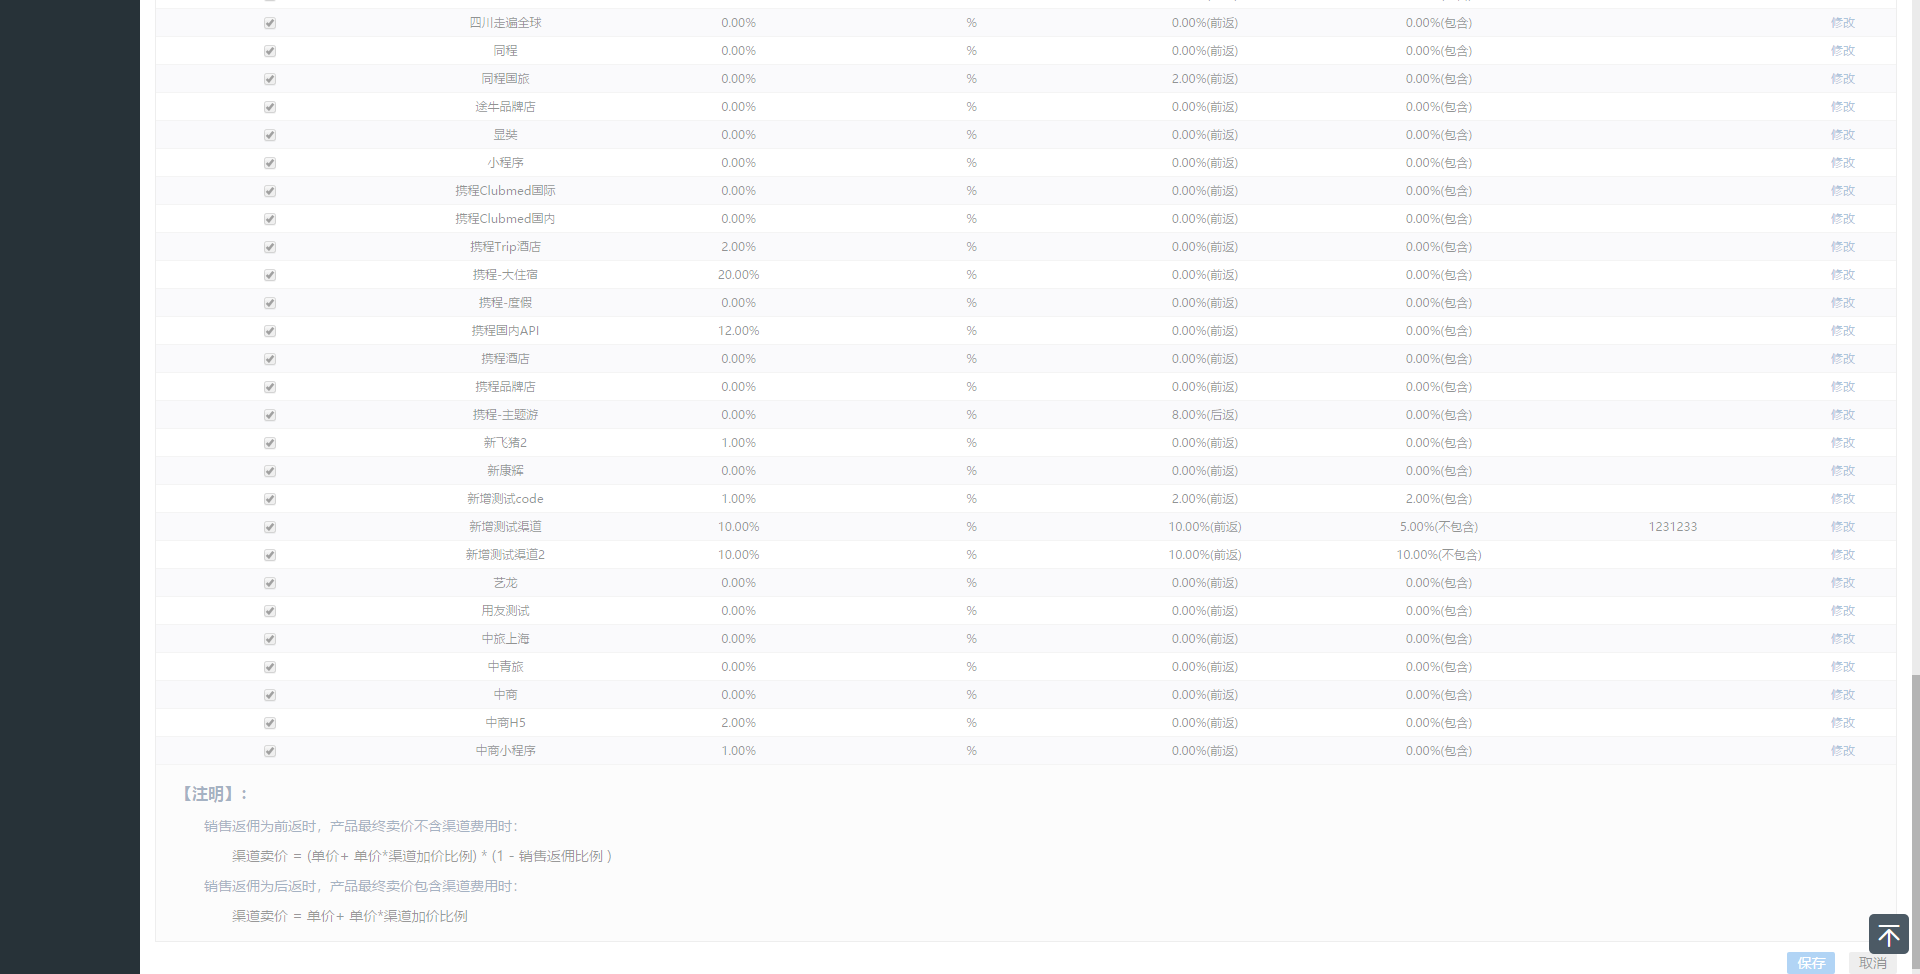 四川走遍全球 0.00% % 0.00%(前返) 0.00%(包含) 修改
同程 0.00% % 0.00%(前返) 0.00%(包含) 修改
同程国旅 0.00% % 2.00%(前返) 0.00%(包含) 修改
途牛品牌店 0.00% % 0.00%(前返) 0.00%(包含) 修改
显奘 0.00% % 0.00%(前返) 0.00%(包含) 修改
小程序 0.00% % 0.00%(前返) 0.00%(包含) 修改
携程Clubmed国际 0.00% % 0.00%(前返) 0.00%(包含) 修改
携程Clubmed国内 0.00% % 0.00%(前返) 0.00%(包含) 修改
携程Trip酒店 2.00% % 0.00%(前返) 0.00%(包含) 修改
携程-大住宿 20.00% % 0.00%(前返) 0.00%(包含) 修改
携程-度假 0.00% % 0.00%(前返) 0.00%(包含) 修改
携程国内API 12.00% % 0.00%(前返) 0.00%(包含) 修改
携程酒店 0.00% % 0.00%(前返) 0.00%(包含) 修改
携程品牌店 0.00% % 0.00%(前返) 0.00%(包含) 修改
携程-主题游 0.00% % 8.00%(后返) 0.00%(包含) 修改
新飞猪2 1.00% % 0.00%(前返) 0.00%(包含) 修改
新康辉 0.00% % 0.00%(前返) 0.00%(包含) 修改
新增测试code 1.00% % 2.00%(前返) 2.00%(包含) 修改
新增测试渠道 10.00% % 10.00%(前返) 5.00%(不包含) 1231233 修改
新增测试渠道2 10.00% % 10.00%(前返) 10.00%(不包含) 修改
艺龙 0.00% % 0.00%(前返) 0.00%(包含) 修改
用友测试 0.00% % 0.00%(前返) 0.00%(包含) 修改
中旅上海 0.00% % 0.00%(前返) 0.00%(包含) 修改
中青旅 0.00% % 0.00%(前返) 0.00%(包含) 修改
中商 0.00% % 0.00%(前返) 0.00%(包含) 修改
中商H5 2.00% % 0.00%(前返) 0.00%(包含) 修改
中商小程序 1.00% % 0.00%(前返) 0.00%(包含) 修改
【注明】:
销售返佣为前返时，产品最终卖价不含渠道费用时:
渠道卖价 = (单价+ 单价*渠道加价比例) * (1 - 销售返佣比例 )
销售返佣为后返时，产品最终卖价包含渠道费用时:
渠道卖价 = 单价+ 单价*渠道加价比例
保存 取消